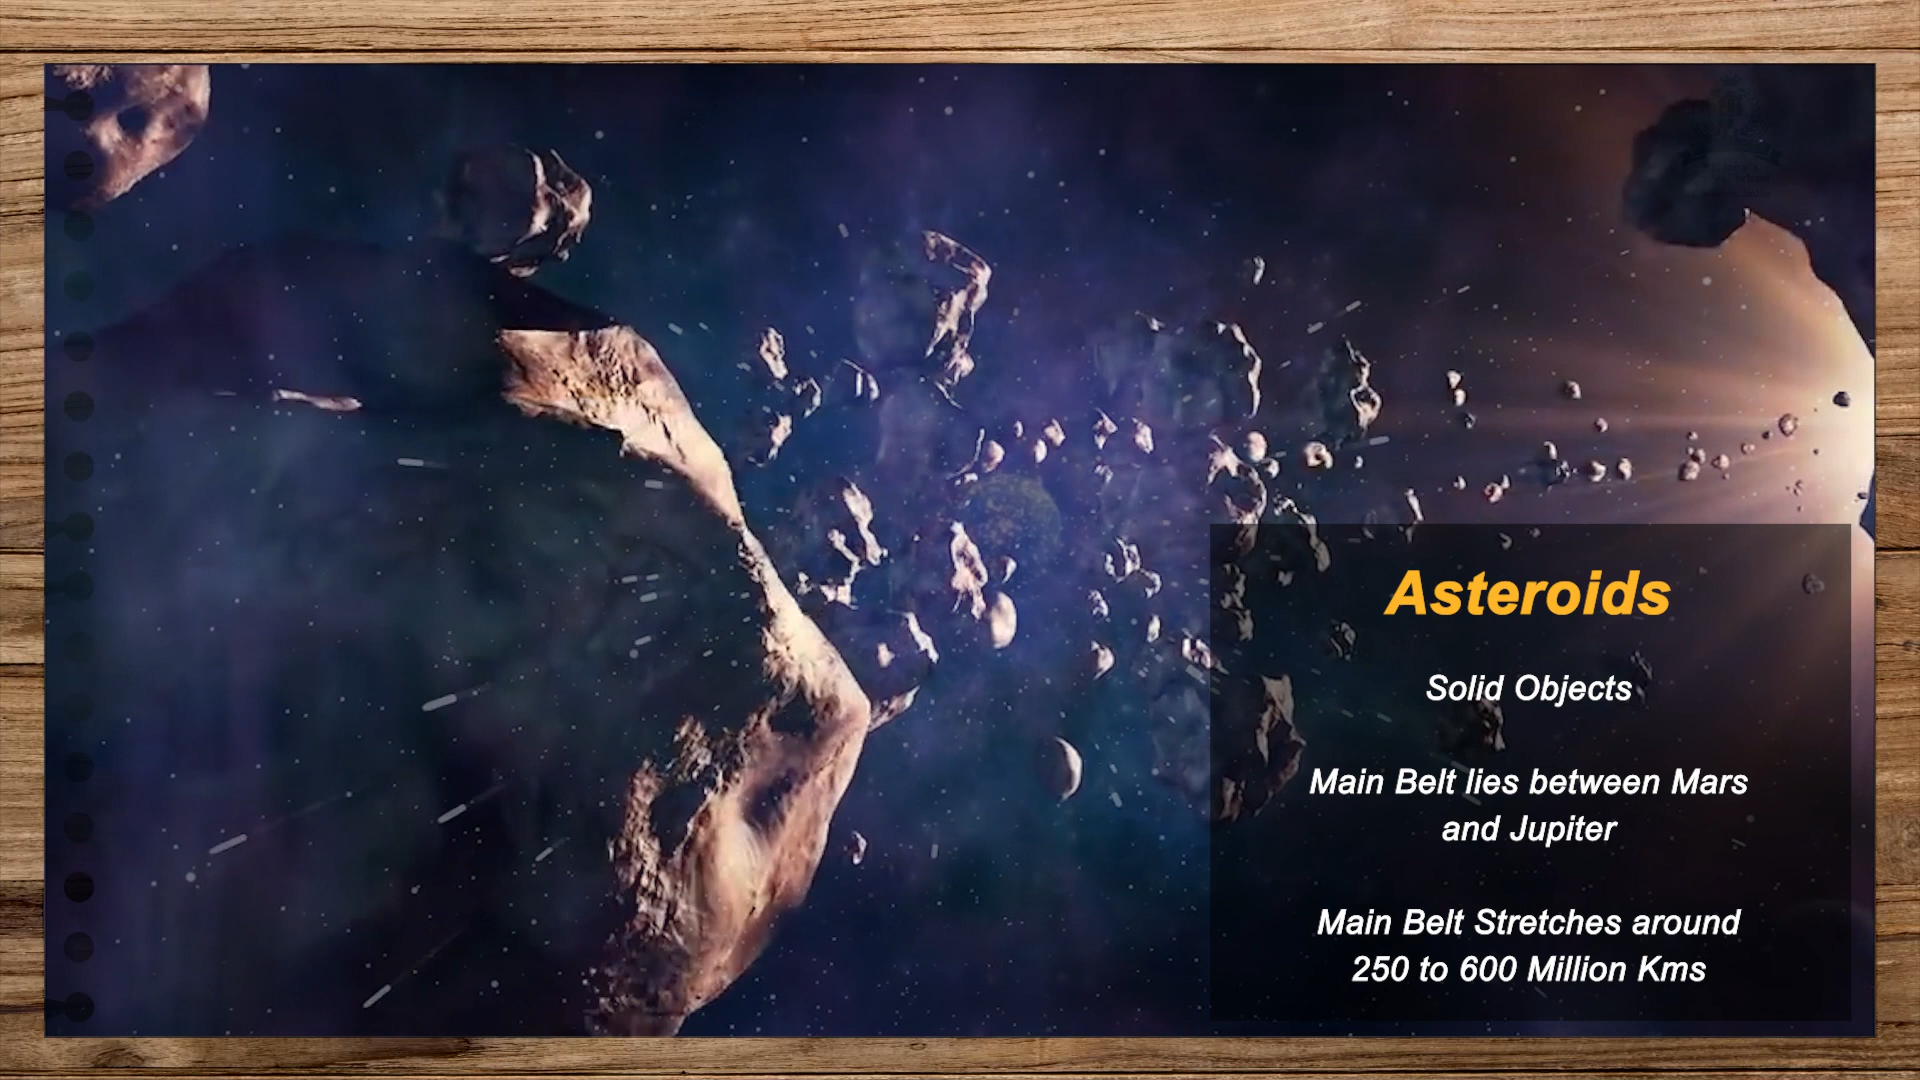 Asteroids
Solid Objects
Main Belt lies between Mars
and Jupiter
Main Belt Stretches around
250 to 600 Million Kms